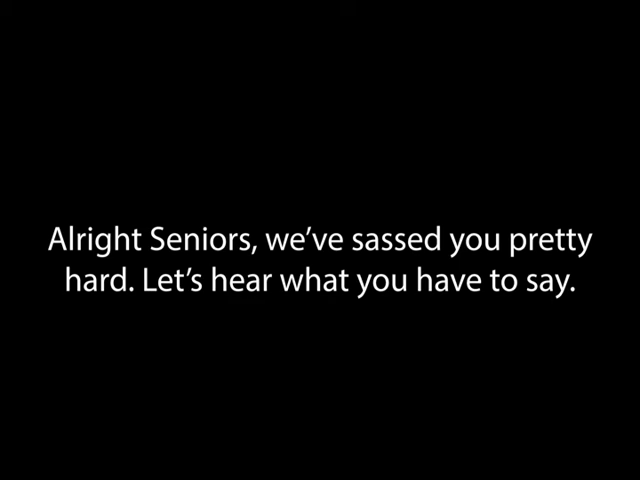 Alright Seniors, we’ve sassed you pretty
hard. Let’s hear what you have to say.